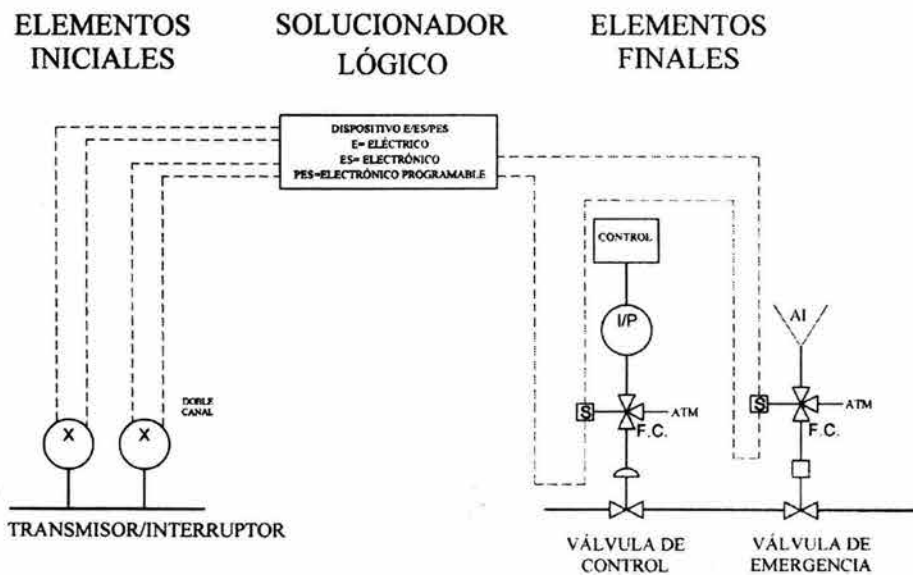 ELEMENTOS
INICIALES
SOLUCIONADOR
LÓGICO
ELEMENTOS
FINALES
DISPOSITIVO E/ES/PES
E= ELÉCTRICO
ES= ELECTRÓNICO
PES=ELECTRÓNICO PROGRAMABLE
CONTROL
I/P
AI
DOBLE
CANAL
X
X
S
ATM
F.C.
S
ATM
F.C.
TRANSMISOR/INTERRUPTOR
VÁLVULA DE
CONTROL
VÁLVULA DE
EMERGENCIA